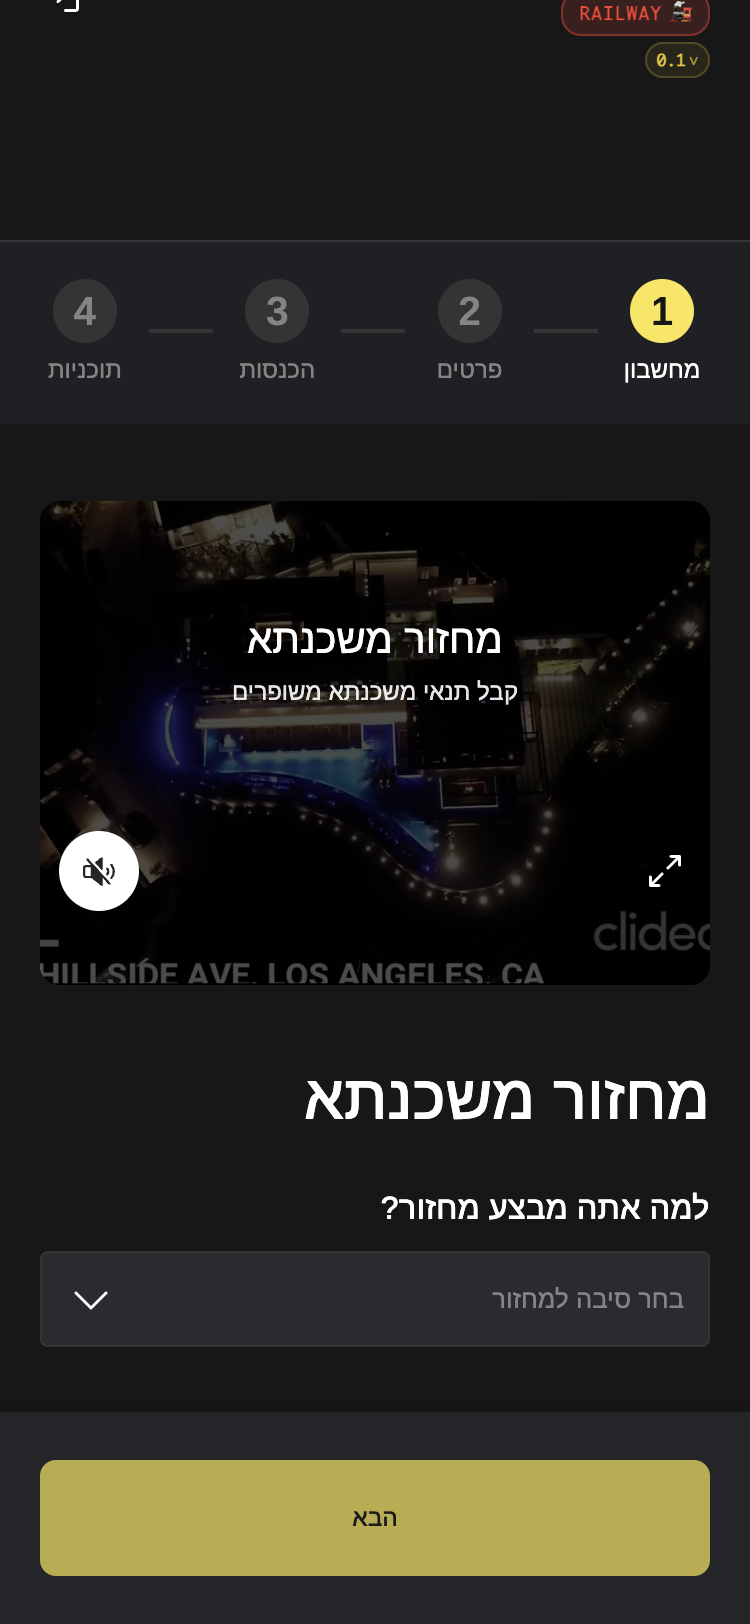 RAILWAY
0.1 v
1
2
3
4
מחשבון
פרטים
הכנסות
תוכניות
מחזור משכנתא
קבל תנאי משכנתא משופרים
clideo
HILLSIDE AVE. LOS ANGELES. CA
מחזור משכנתא
למה אתה מבצע מחזור?
בחר סיבה למחזור
הבא